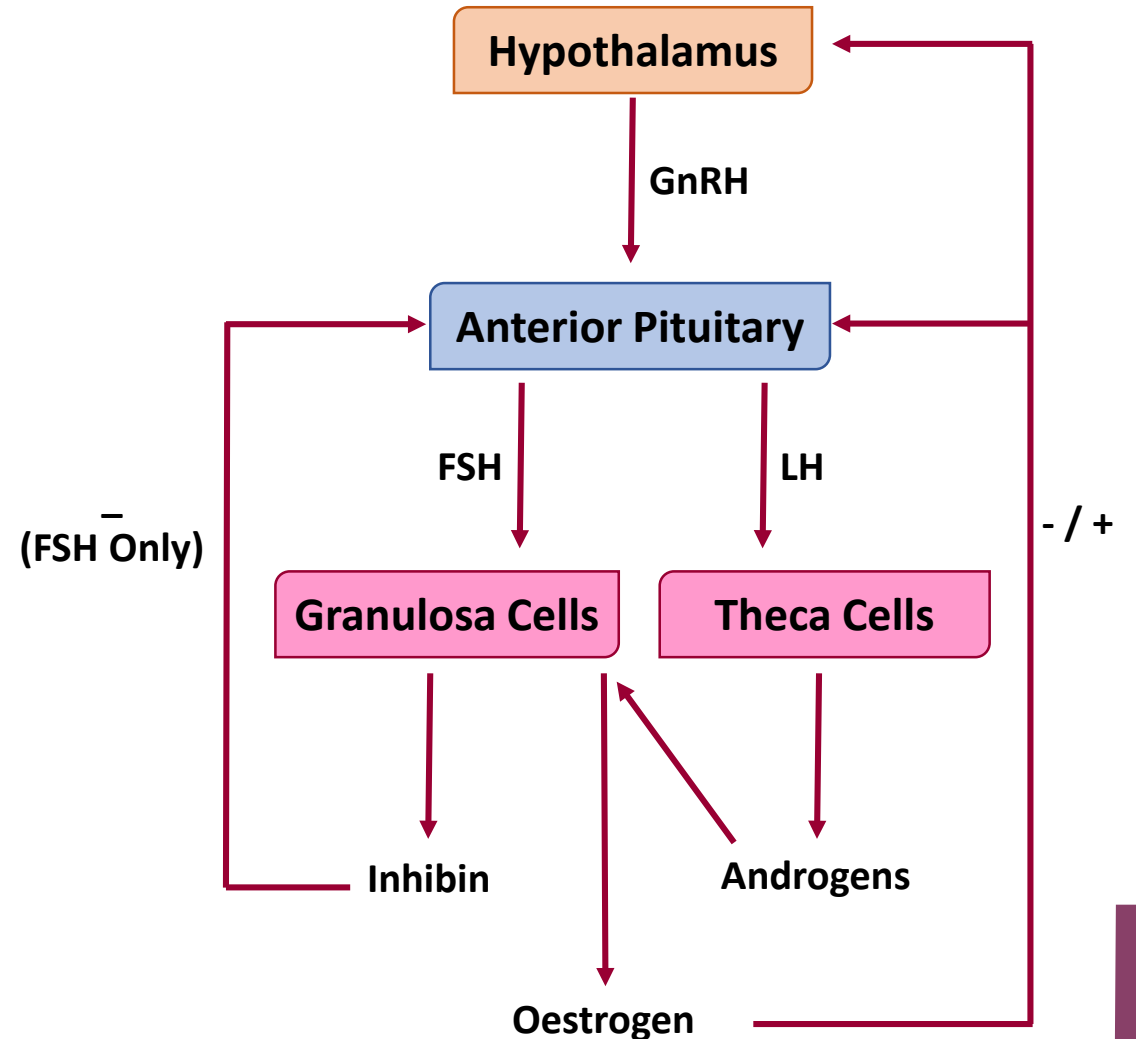 Hypothalamus
GnRH
Anterior Pituitary
FSH
LH
–
(FSH Only)
- / +
Granulosa Cells
Theca Cells
Inhibin
Androgens
Oestrogen